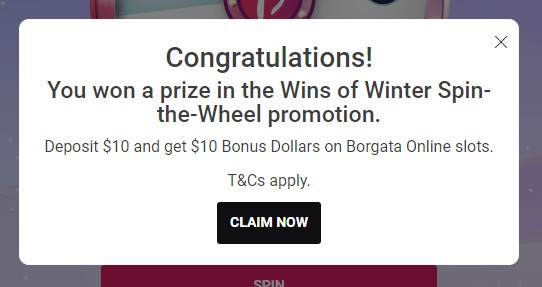 Congratulations!
You won a prize in the Wins of Winter Spin-
the-Wheel promotion.
Deposit $10 and get $10 Bonus Dollars on Borgata Online slots.
T&Cs apply.
CLAIM NOW
SPIN